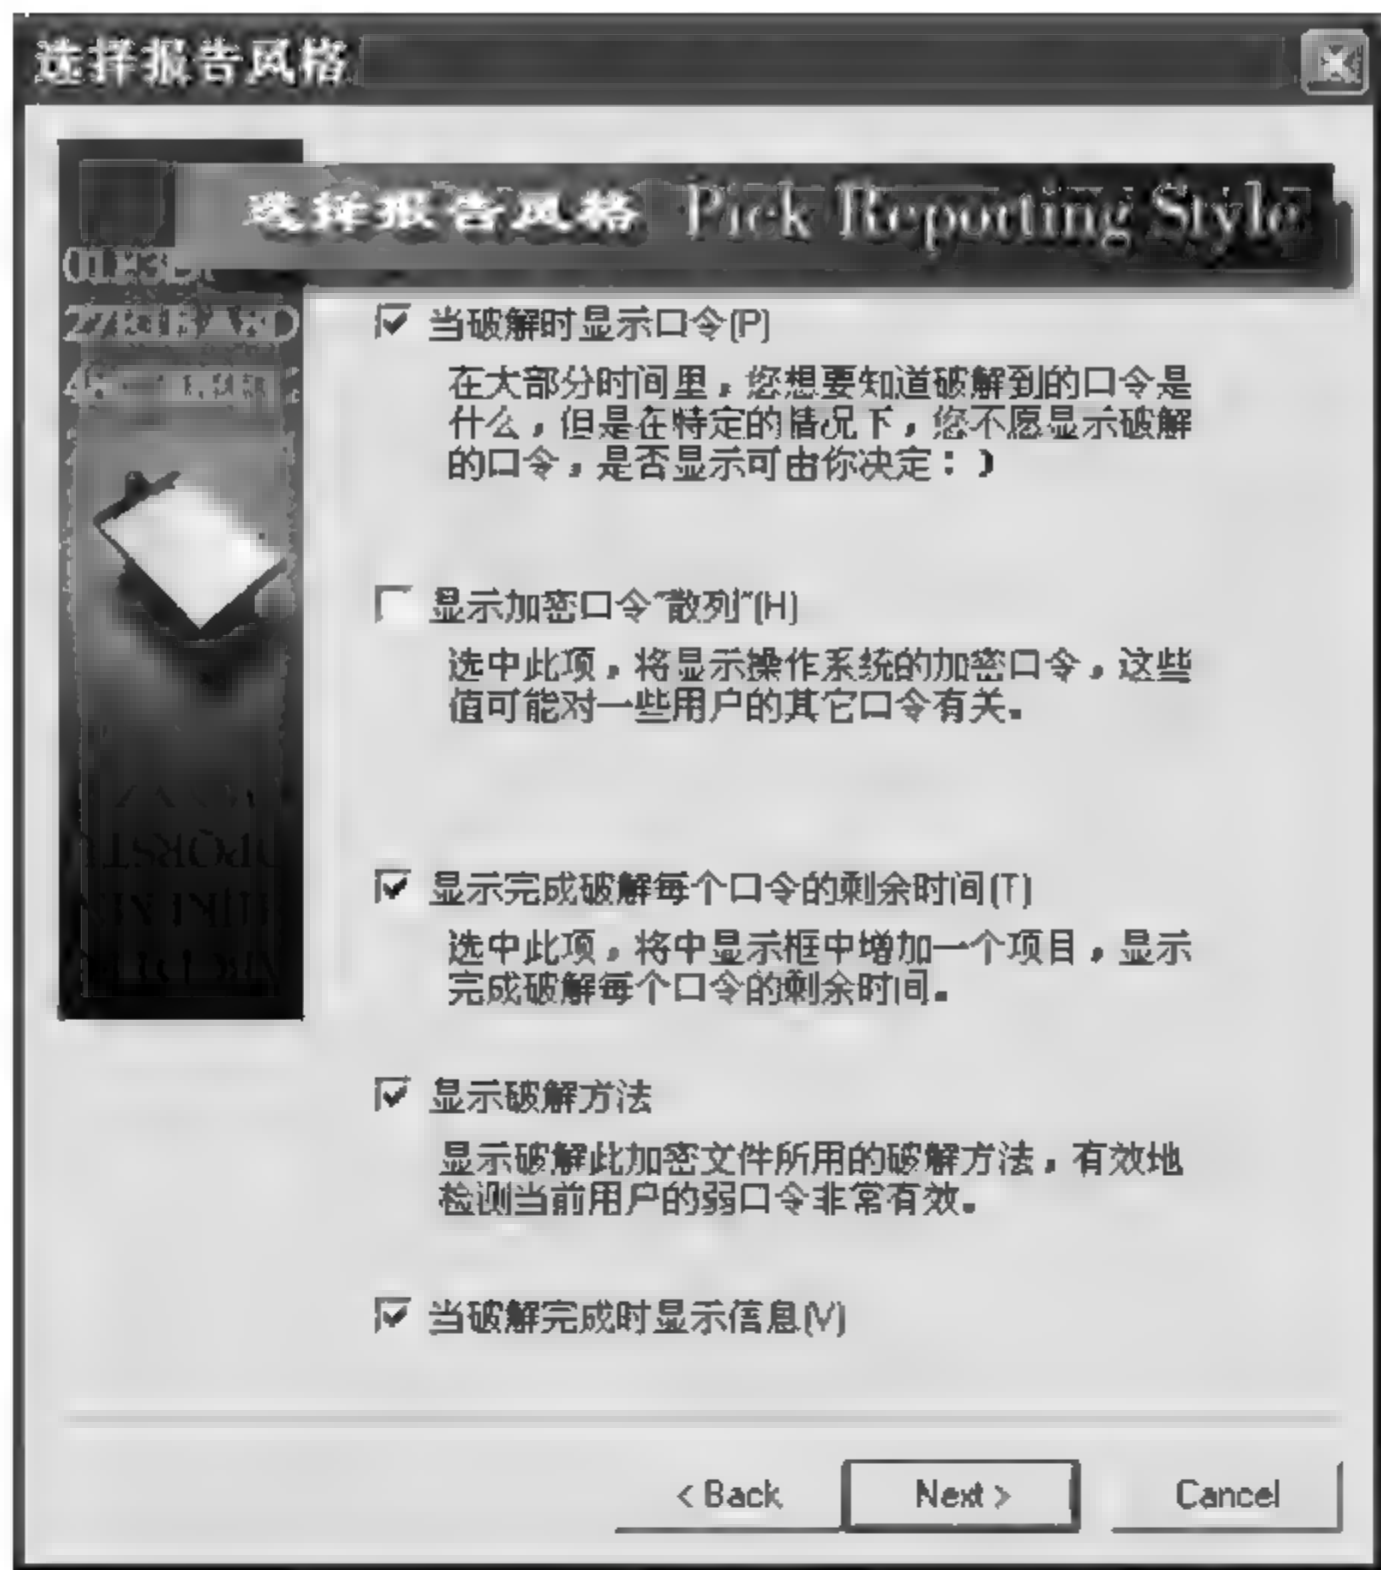 选择报告风格
选择报告风格 Pick Reporting Style
当破解时显示口令(P)
在大部分时间里，您想要知道破解到的口令是
什么，但是在特定的情况下，您不愿显示破解
的口令，是否显示可由你决定：)
显示加密口令"散列"(H)
选中此项，将显示操作系统的加密口令，这些
值可能对一些用户的其它口令有关。
显示完成破解每个口令的剩余时间(T)
选中此项，将中显示框中增加一个项目，显示
完成破解每个口令的剩余时间。
显示破解方法
显示破解此加密文件所用的破解方法，有效地
检测当前用户的弱口令非常有效。
当破解完成时显示信息(V)
< Back
Next >
Cancel